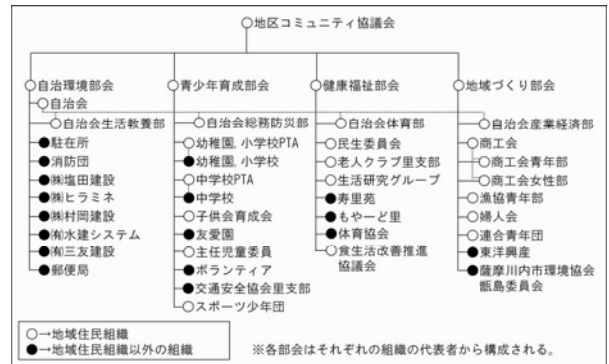 ○地区コミュニティ協議会
○自治環境部会
○自治会
○自治会生活教養部
●駐在所
●消防団
●㈱塩田建設
●㈱ヒラミネ
●㈱村岡建設
●㈲水建システム
●㈲三友建設
●郵便局
○青少年育成部会
○自治会総務防災部
○幼稚園, 小学校PTA
●幼稚園, 小学校
○中学校PTA
●中学校
○子供会育成会
●友愛園
○主任児童委員
●ボランティア
●交通安全協会里支部
○スポーツ少年団
○健康福祉部会
○自治会体育部
○民生委員会
○老人クラブ里支部
○生活研究グループ
●寿里苑
●もやーど里
●体育協会
○食生活改善推進
協議会
○地域づくり部会
○自治会産業経済部
○商工会
○商工会青年部
○商工会女性部
○漁協青年部
○婦人会
○連合青年団
●東洋興産
●薩摩川内市環境協会
甑島委員会
○→地域住民組織
●→地域住民組織以外の組織
※各部会はそれぞれの組織の代表者から構成される。